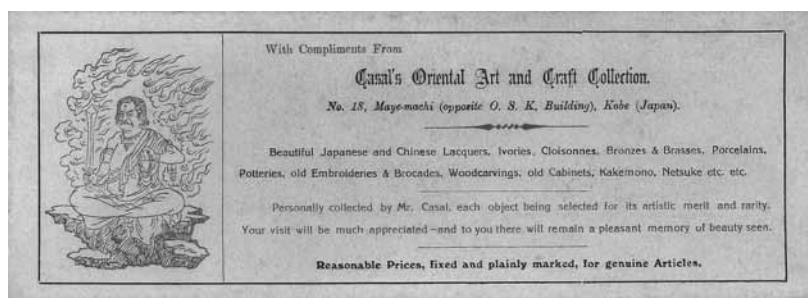 With Compliments From
Casal's Oriental Art and Craft Collection.
No. 18, Maye-machi (opposite O. S. K. Building), Kobe (Japan).
Beautiful Japanese and Chinese Lacquers, Ivories, Cloisonnes, Bronzes & Brasses, Porcelains,
Potteries, old Embroideries & Brocades, Woodcarvings, old Cabinets, Kakemono, Netsuke etc. etc.
Personally collected by Mr. Casal, each object being selected for its artistic merit and rarity.
Your visit will be much appreciated—and to you there will remain a pleasant memory of beauty seen.
Reasonable Prices, fixed and plainly marked, for genuine Articles.